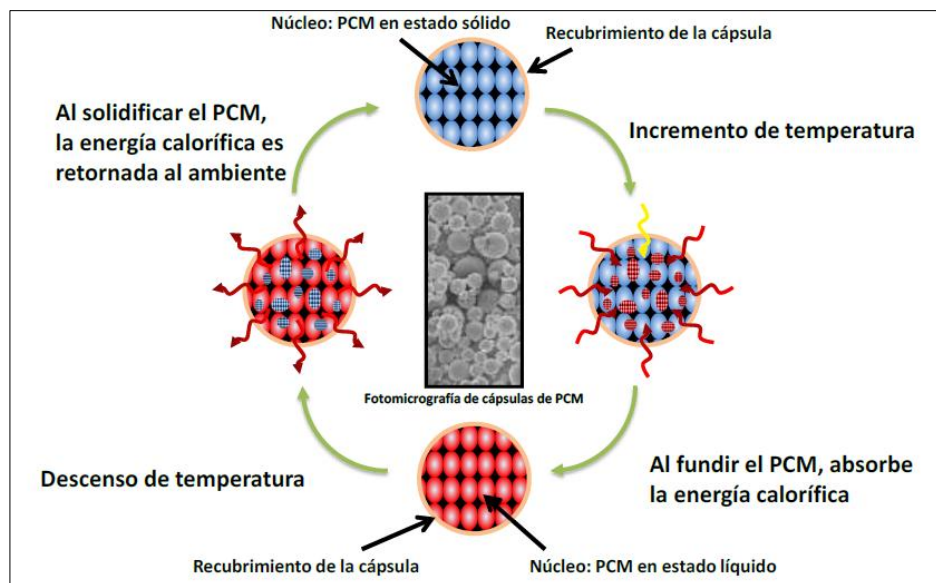 Núcleo: PCM en estado sólido
Recubrimiento de la cápsula
Al solidificar el PCM,
la energía calorífica es
retornada al ambiente
Incremento de temperatura
Fotomicrografía de cápsulas de PCM
Descenso de temperatura
Al fundir el PCM, absorbe
la energía calorífica
Recubrimiento de la cápsula
Núcleo: PCM en estado líquido